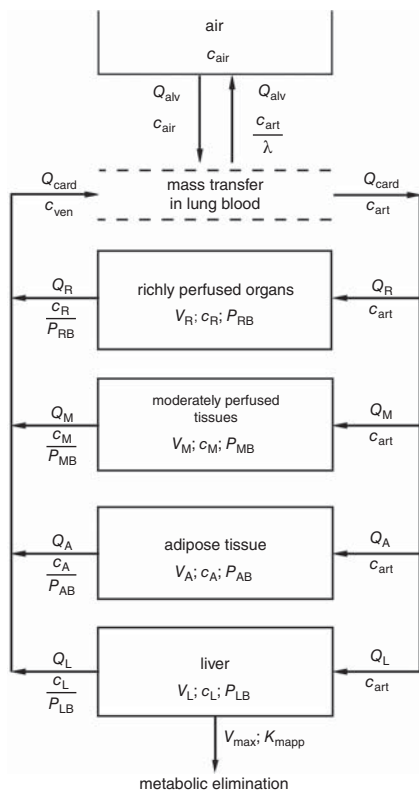 air
c_air
Q_alv Q_alv
c_air c_art
λ
Q_card mass transfer Q_card
c_ven in lung blood c_art
Q_R richly perfused organs Q_R
c_R V_R; c_R; P_RB c_art
P_RB
Q_M moderately perfused Q_M
tissues
c_M V_M; c_M; P_MB c_art
P_MB
Q_A adipose tissue Q_A
c_A V_A; c_A; P_AB c_art
P_AB
Q_L liver Q_L
c_L V_L; c_L; P_LB c_art
P_LB
V_max; K_mapp
metabolic elimination